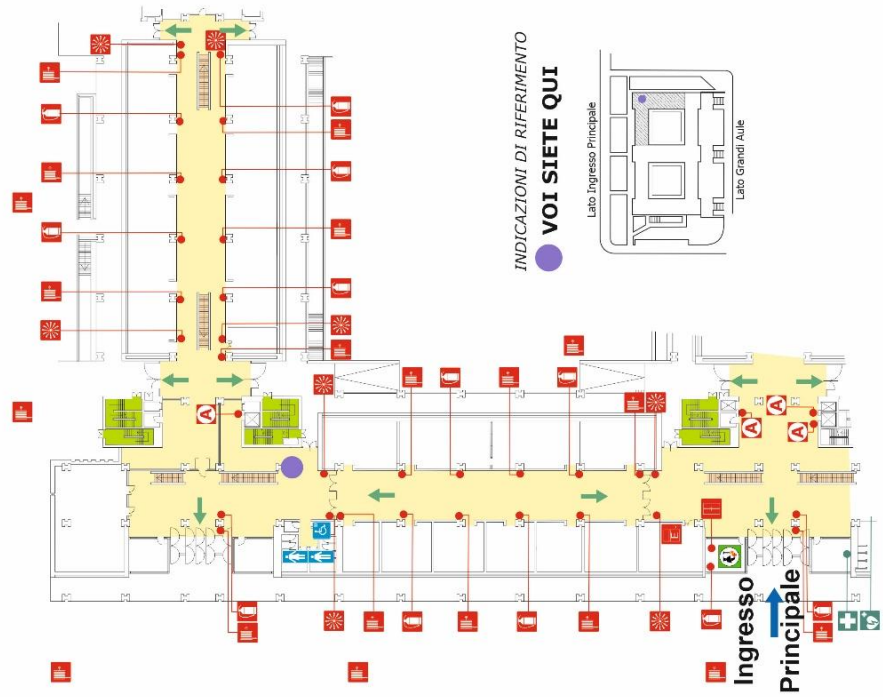 INDICAZIONI DI RIFERIMENTO
VOI SIETE QUI
Lato Ingresso Principale
Lato Grandi Aule
A
A
A
A
E
Ingresso
Principale